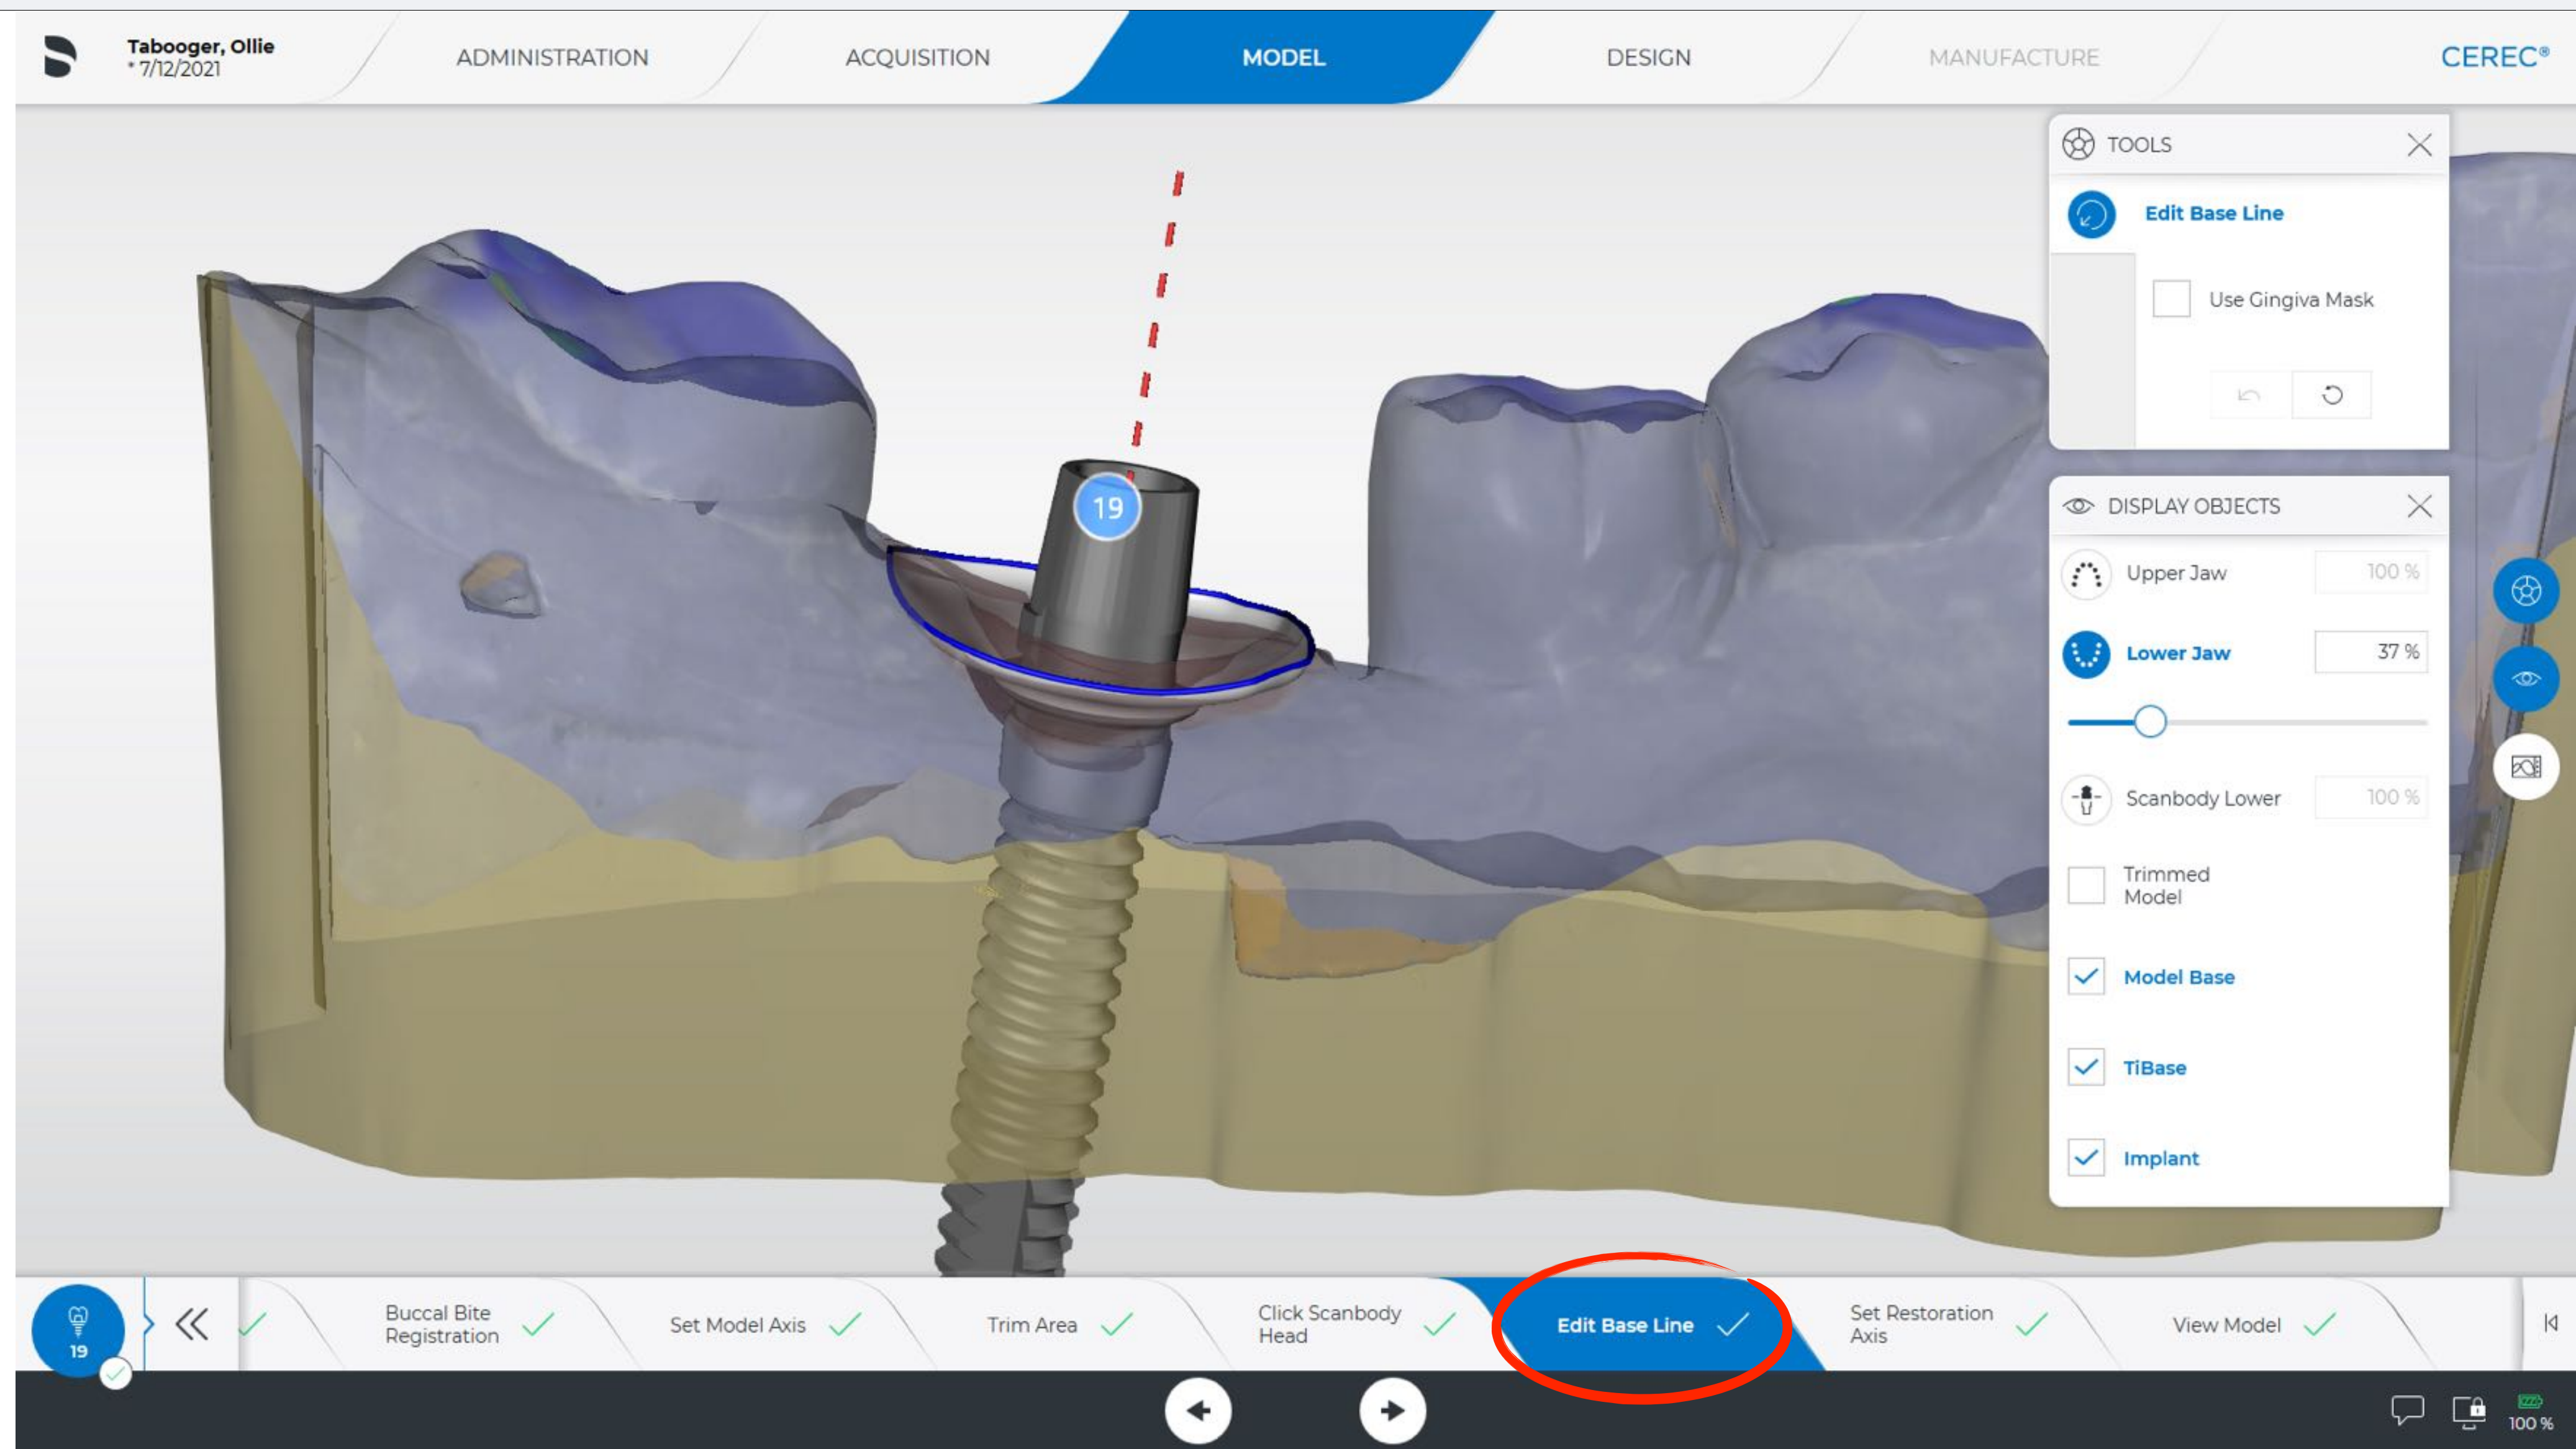 Tabooger, Ollie
* 7/12/2021
ADMINISTRATION
ACQUISITION
MODEL
DESIGN
MANUFACTURE
CEREC®
TOOLS
Edit Base Line
Use Gingiva Mask
19
DISPLAY OBJECTS
Upper Jaw
100 %
Lower Jaw
37 %
Scanbody Lower
100 %
Trimmed
Model
Model Base
TiBase
Implant
19
Buccal Bite
Registration
Set Model Axis
Trim Area
Click Scanbody
Head
Edit Base Line
Set Restoration
Axis
View Model
100 %